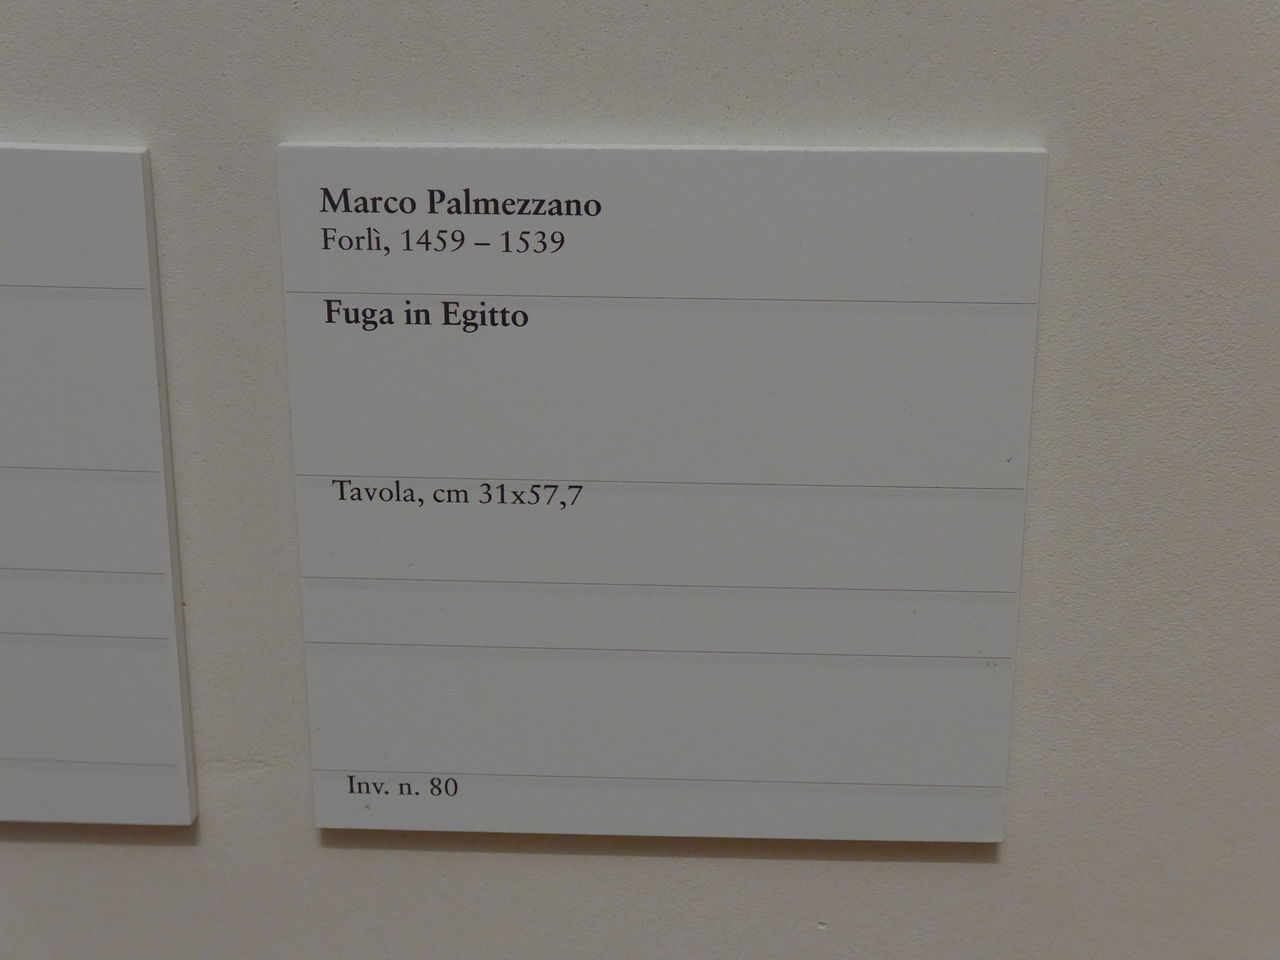 Marco Palmezzano
Forlì, 1459 – 1539
Fuga in Egitto
Tavola, cm 31x57,7
Inv. n. 80